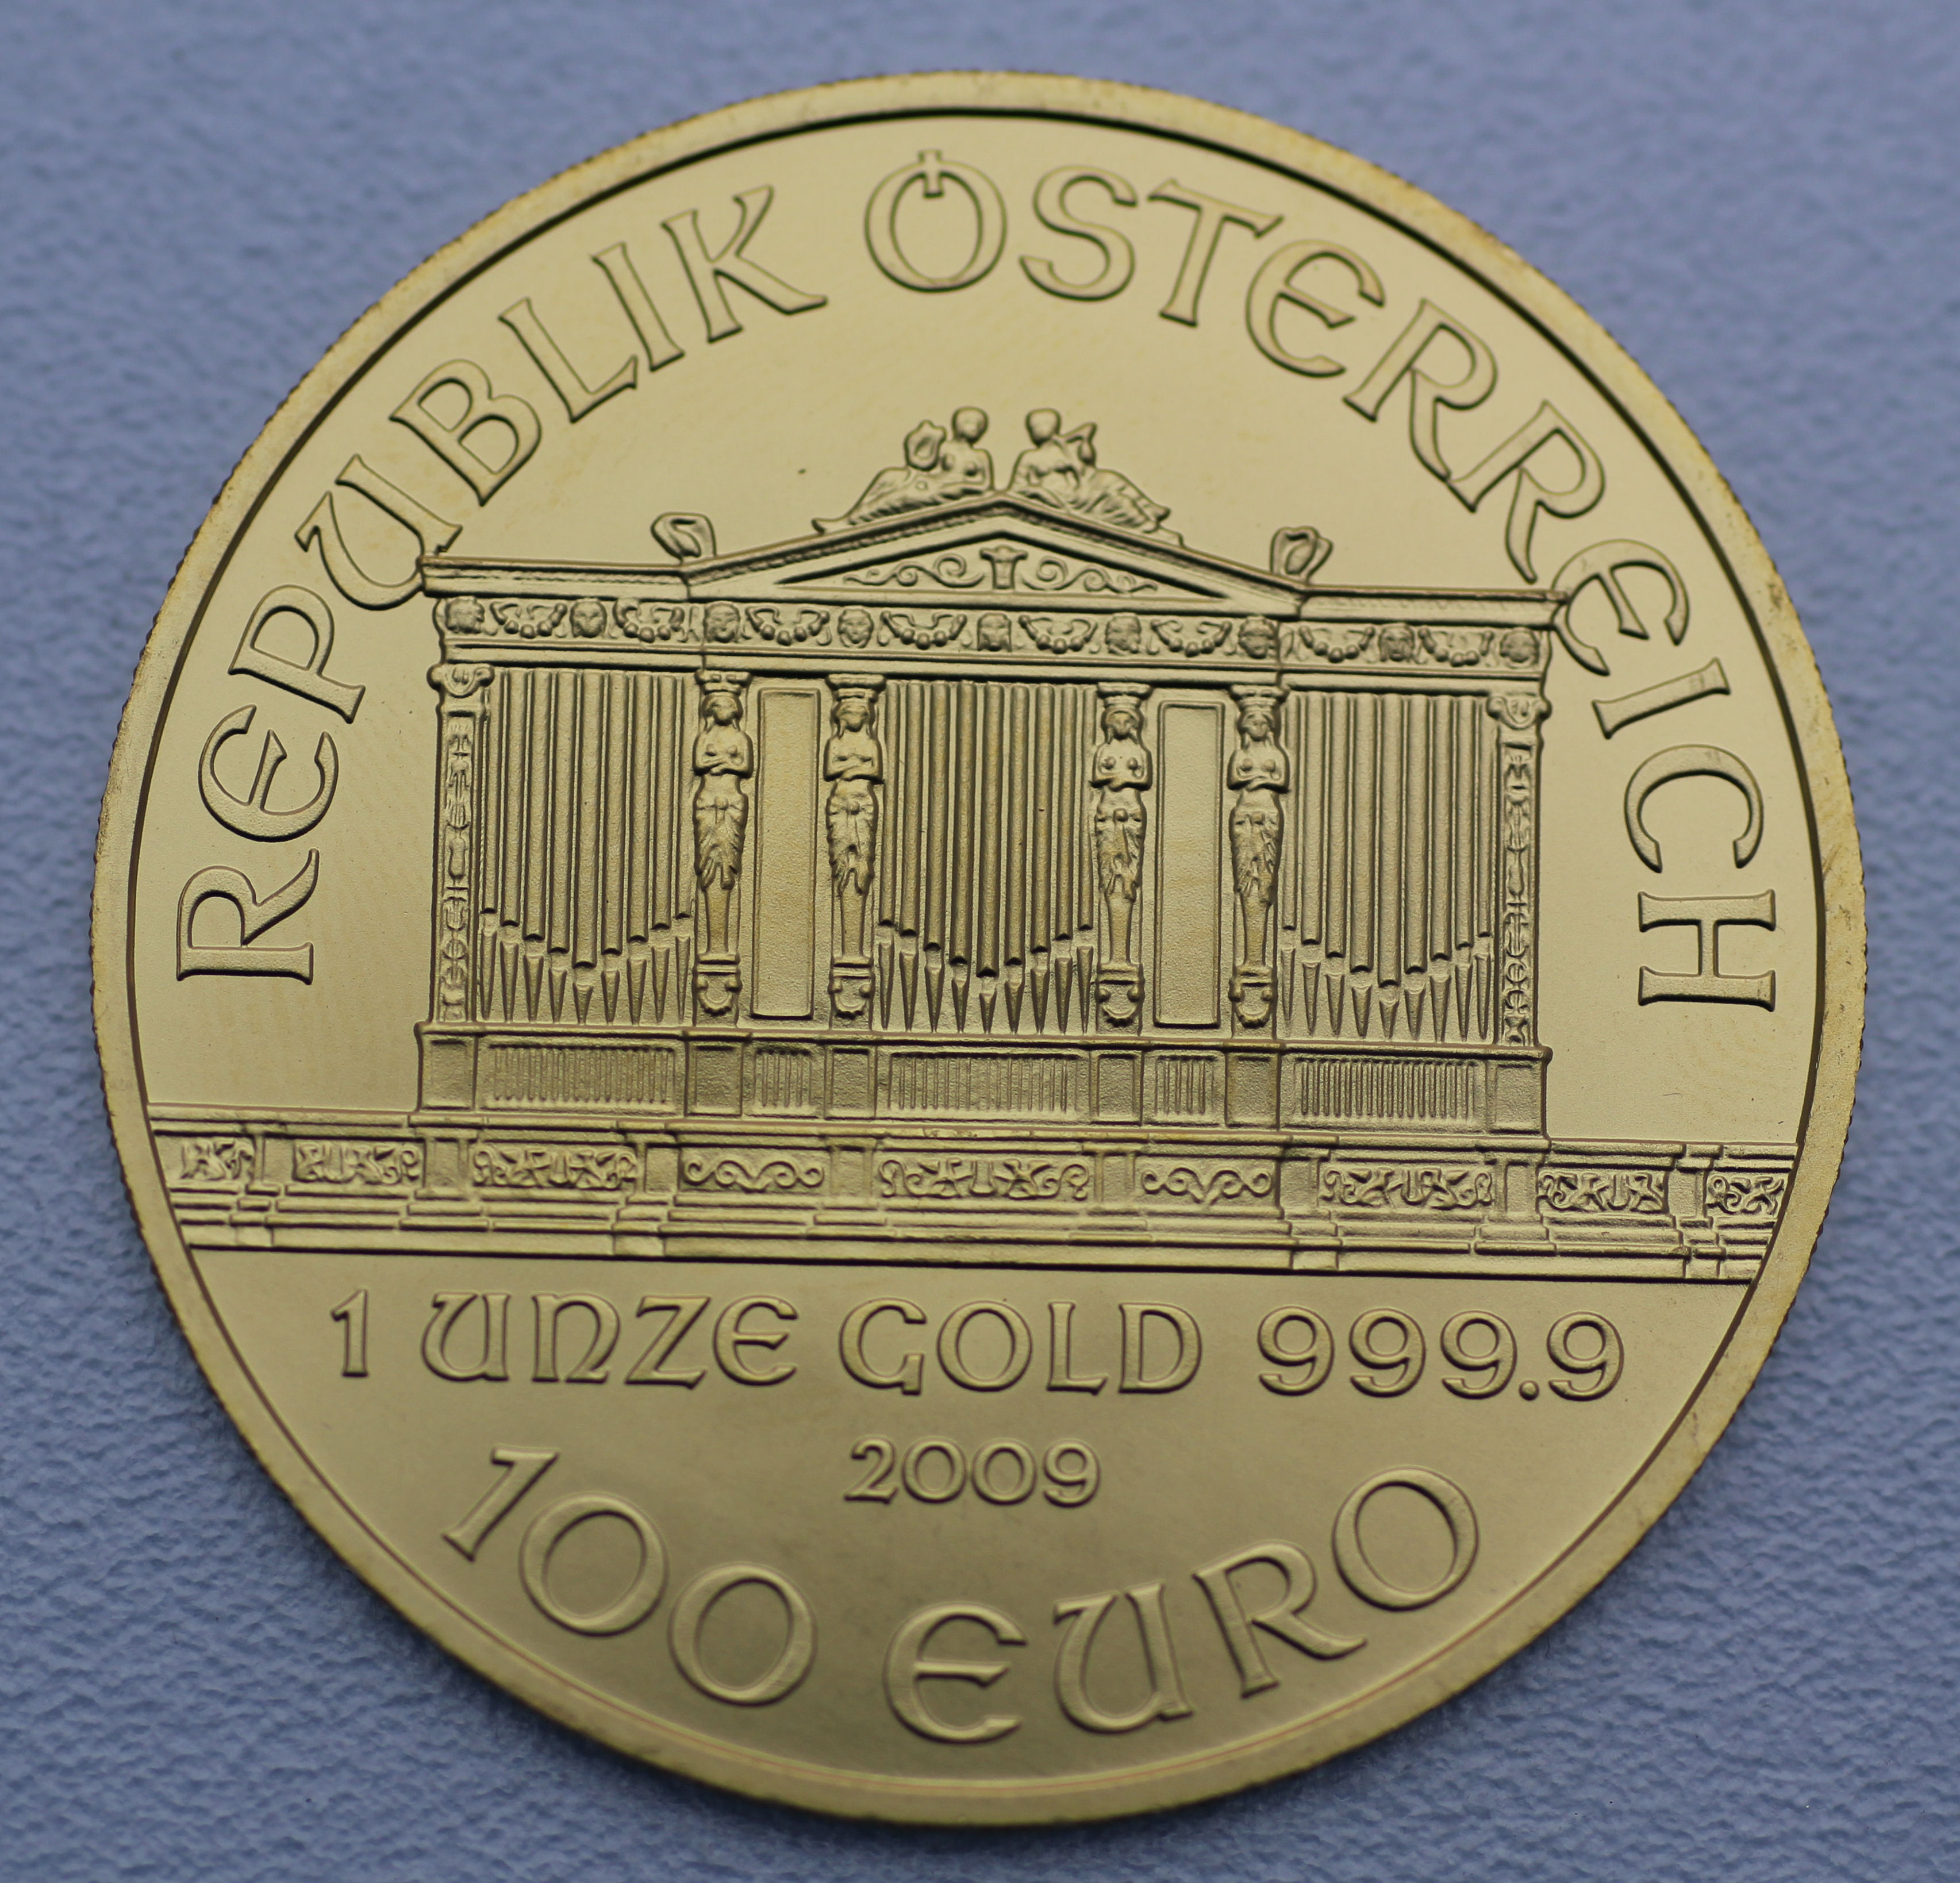 REPUBLIK ÖSTERREICH
1 UNZE GOLD 999.9
2009
100 EURO